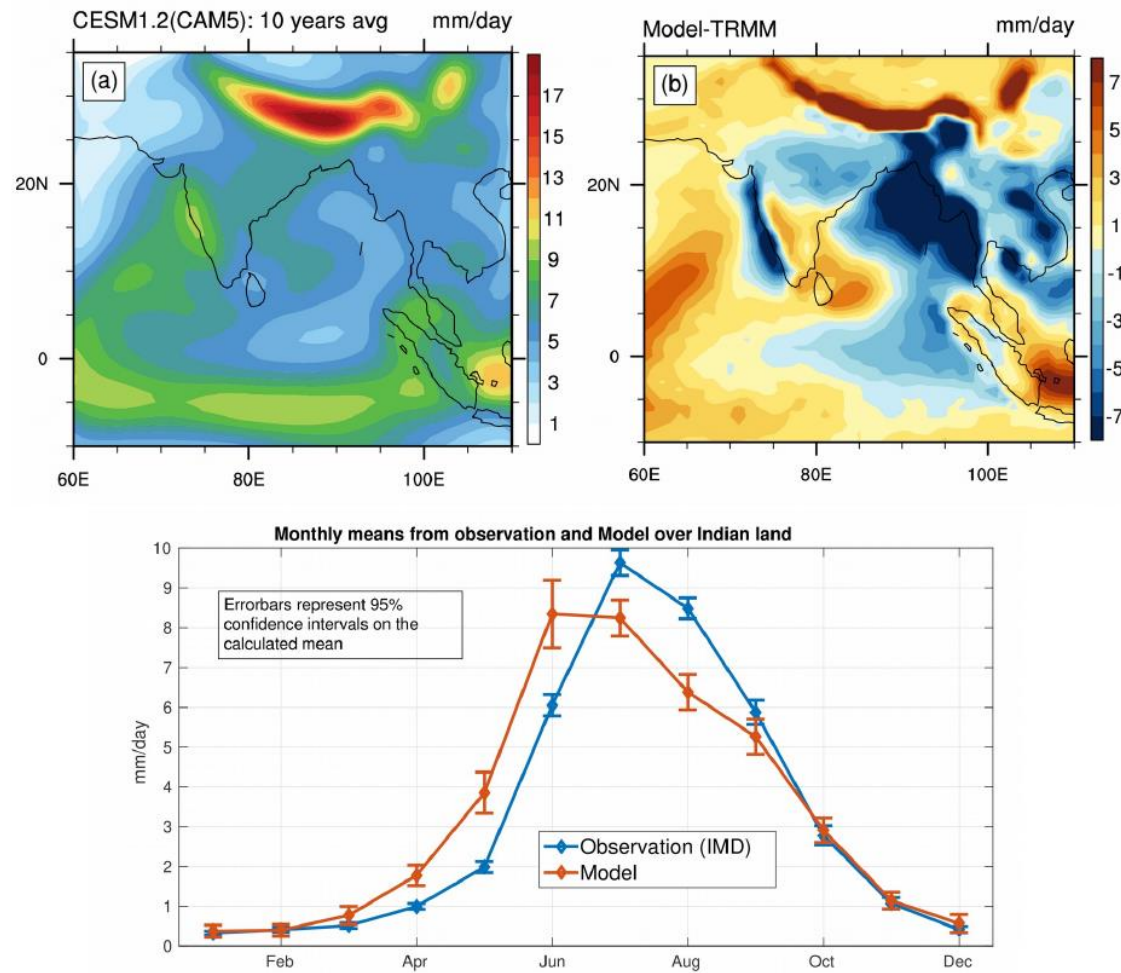 CESM1.2(CAM5): 10 years avg mm/day
(a)
20N
0
60E 80E 100E
17
15
13
11
9
7
5
3
1
Model-TRMM mm/day
(b)
20N
0
60E 80E 100E
7
5
3
1
-1
-3
-5
-7
Monthly means from observation and Model over Indian land
Errorbars represent 95%
confidence intervals on the
calculated mean
mm/day
10
9
8
7
6
5
4
3
2
1
0
Observation (IMD)
Model
Feb Apr Jun Aug Oct Dec